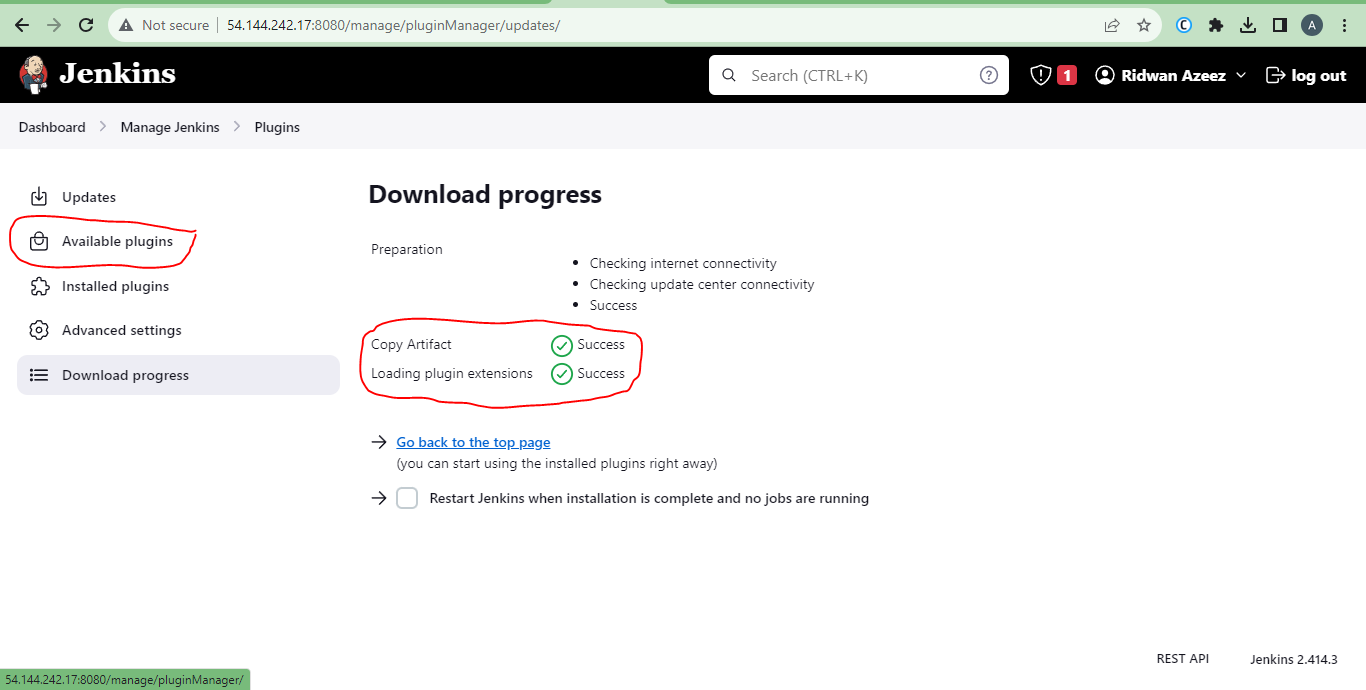 Not secure 54.144.242.17:8080/manage/pluginManager/updates/ A
Jenkins Search (CTRL+K) ? 1 Ridwan Azeez log out
Dashboard Manage Jenkins Plugins
Updates
Available plugins
Installed plugins
Advanced settings
Download progress
Download progress
Preparation
Checking internet connectivity
Checking update center connectivity
Success
Copy Artifact Success
Loading plugin extensions Success
Go back to the top page
(you can start using the installed plugins right away)
Restart Jenkins when installation is complete and no jobs are running
REST API Jenkins 2.414.3
54.144.242.17:8080/manage/pluginManager/